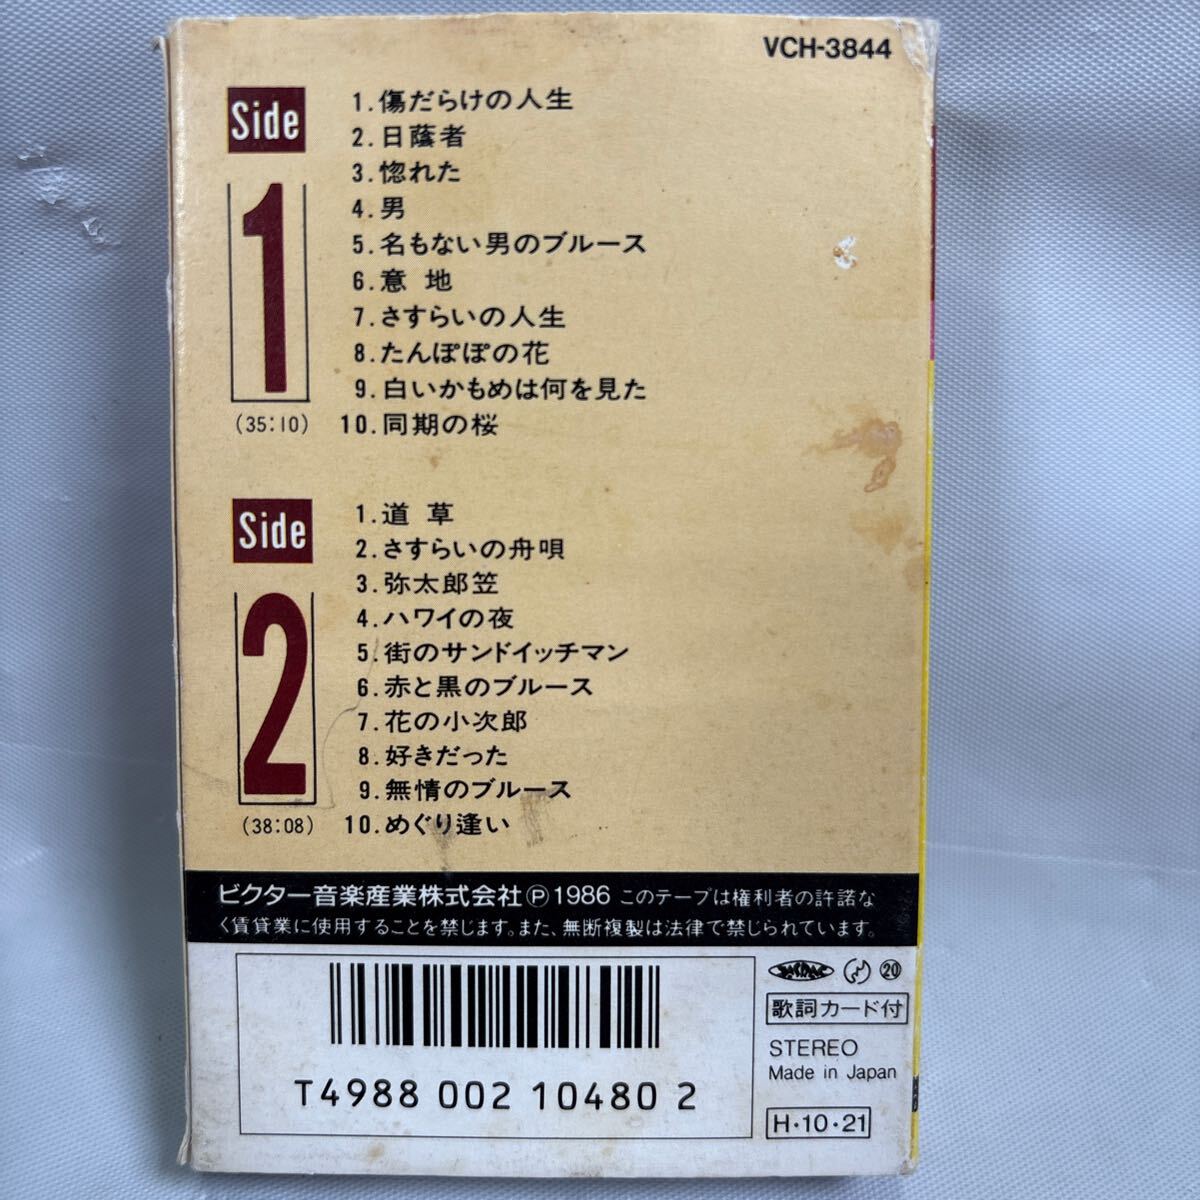 VCH-3844
Side
1
(35:10)
1.傷だらけの人生
2.日蔭者
3.惚れた
4.男
5.名もない男のブルース
6.意 地
7.さすらいの人生
8.たんぽぽの花
9.白いかもめは何を見た
10.同期の桜
Side
2
(38:08)
1.道 草
2.さすらいの舟唄
3.弥太郎笠
4.ハワイの夜
5.街のサンドイッチマン
6.赤と黒のブルース
7.花の小次郎
8.好きだった
9.無情のブルース
10.めぐり逢い
ビクター音楽産業株式会社Ⓟ1986 このテープは権利者の許諾な
く賃貸業に使用することを禁じます。また、無断複製は法律で禁じられています。
JASRAC ⑳
歌詞カード付
STEREO
Made in Japan
H・10・21
T4988 002 10480 2